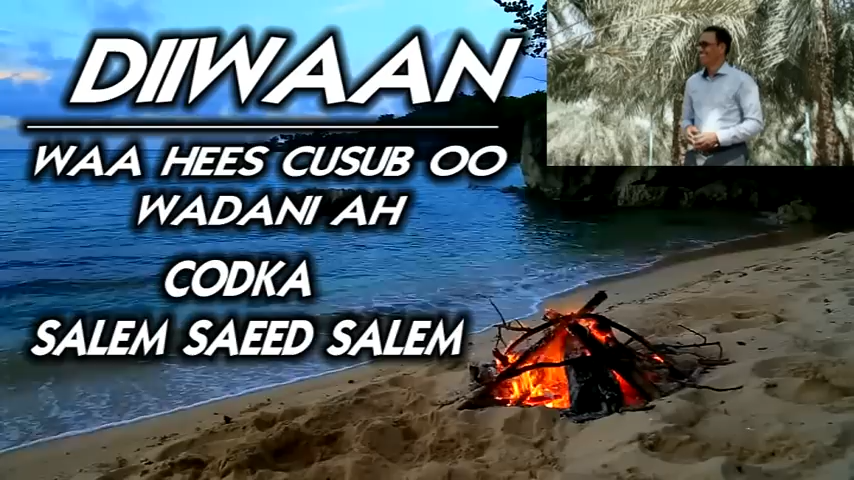 DIIWAAN
WAA HEES CUSUB OO
WADANI AH
CODKA
SALEM SAEED SALEM